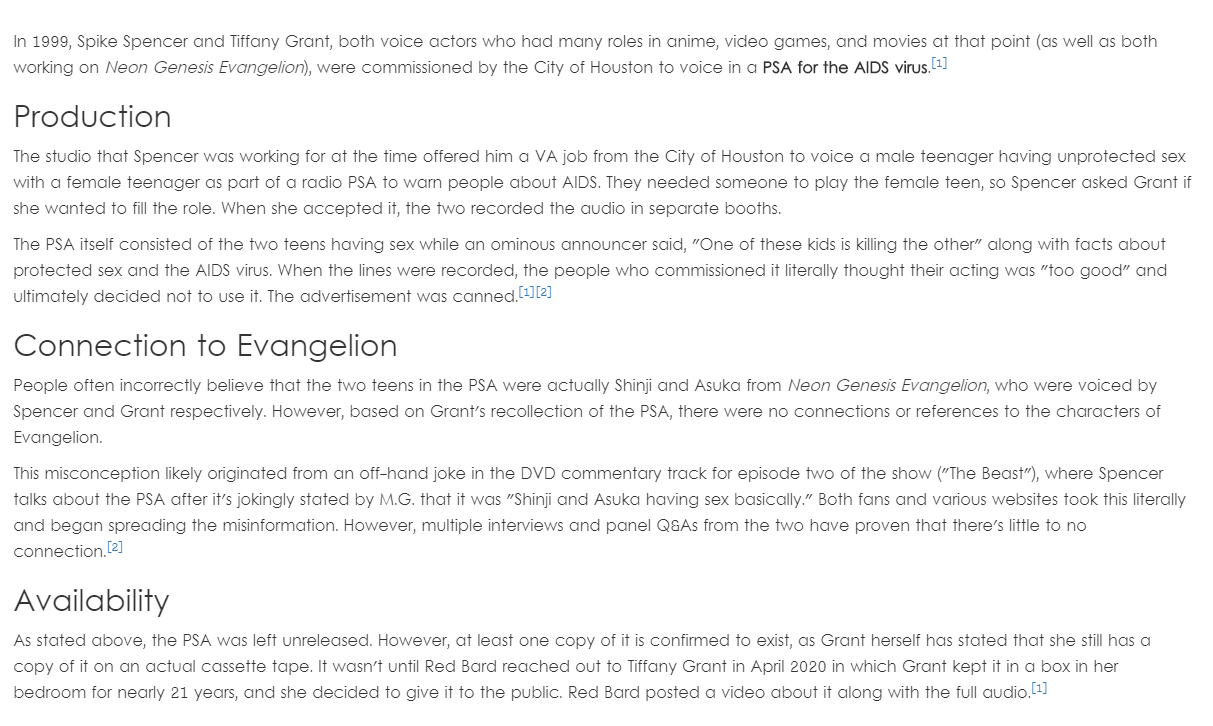 In 1999, Spike Spencer and Tiffany Grant, both voice actors who had many roles in anime, video games, and movies at that point (as well as both
working on Neon Genesis Evangelion), were commissioned by the City of Houston to voice in a PSA for the AIDS virus.[1]
Production
The studio that Spencer was working for at the time offered him a VA job from the City of Houston to voice a male teenager having unprotected sex
with a female teenager as part of a radio PSA to warn people about AIDS. They needed someone to play the female teen, so Spencer asked Grant if
she wanted to fill the role. When she accepted it, the two recorded the audio in separate booths.
The PSA itself consisted of the two teens having sex while an ominous announcer said, "One of these kids is killing the other" along with facts about
protected sex and the AIDS virus. When the lines were recorded, the people who commissioned it literally thought their acting was "too good" and
ultimately decided not to use it. The advertisement was canned.[1][2]
Connection to Evangelion
People often incorrectly believe that the two teens in the PSA were actually Shinji and Asuka from Neon Genesis Evangelion, who were voiced by
Spencer and Grant respectively. However, based on Grant's recollection of the PSA, there were no connections or references to the characters of
Evangelion.
This misconception likely originated from an off-hand joke in the DVD commentary track for episode two of the show ("The Beast"), where Spencer
talks about the PSA after it's jokingly stated by M.G. that it was "Shinji and Asuka having sex basically." Both fans and various websites took this literally
and began spreading the misinformation. However, multiple interviews and panel Q&As from the two have proven that there's little to no
connection.[2]
Availability
As stated above, the PSA was left unreleased. However, at least one copy of it is confirmed to exist, as Grant herself has stated that she still has a
copy of it on an actual cassette tape. It wasn't until Red Bard reached out to Tiffany Grant in April 2020 in which Grant kept it in a box in her
bedroom for nearly 21 years, and she decided to give it to the public. Red Bard posted a video about it along with the full audio.[1]